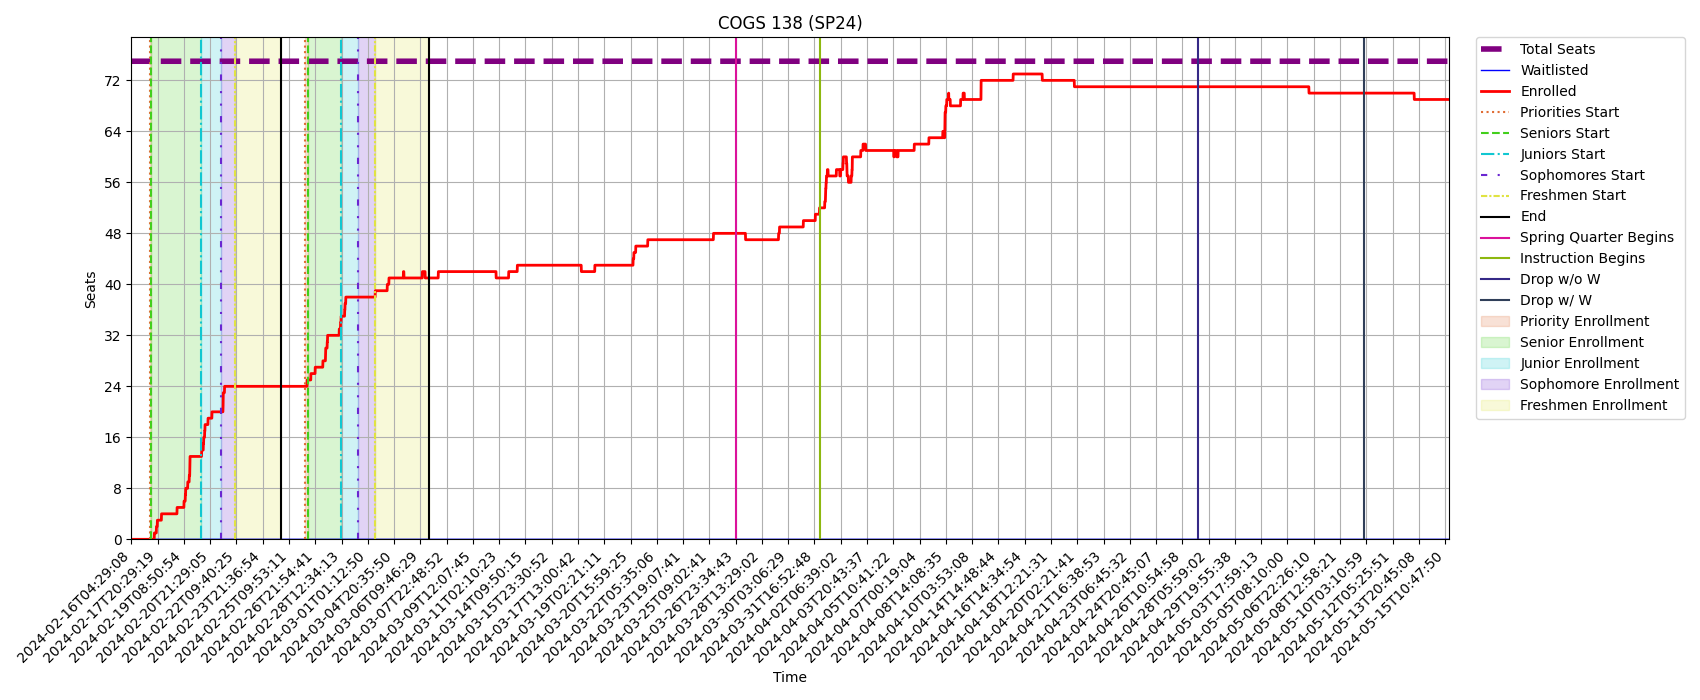 COGS 138 (SP24)
Seats
72
64
56
48
40
32
24
16
8
0
2024-02-16T04:29:08
2024-02-17T20:29:19
2024-02-19T08:50:54
2024-02-20T21:29:05
2024-02-22T09:40:25
2024-02-23T21:36:54
2024-02-25T09:53:11
2024-02-26T21:54:41
2024-02-28T12:34:13
2024-03-01T01:12:50
2024-03-04T20:35:50
2024-03-06T09:46:29
2024-03-07T22:48:52
2024-03-09T12:07:45
2024-03-11T02:10:23
2024-03-14T09:50:15
2024-03-15T23:30:52
2024-03-17T13:00:42
2024-03-19T02:21:11
2024-03-20T15:59:25
2024-03-22T05:35:06
2024-03-23T19:07:41
2024-03-25T09:02:41
2024-03-26T23:34:43
2024-03-28T13:29:02
2024-03-30T03:06:29
2024-03-31T16:52:48
2024-04-02T06:39:02
2024-04-03T20:43:37
2024-04-05T10:41:22
2024-04-07T00:19:04
2024-04-08T14:08:35
2024-04-10T03:53:08
2024-04-14T14:48:44
2024-04-16T14:34:54
2024-04-18T12:21:31
2024-04-20T02:21:41
2024-04-21T16:38:53
2024-04-23T06:45:32
2024-04-24T20:45:07
2024-04-26T10:54:58
2024-04-28T05:59:02
2024-04-29T19:55:38
2024-05-03T17:59:13
2024-05-05T08:10:00
2024-05-06T22:26:10
2024-05-08T12:58:21
2024-05-10T03:10:59
2024-05-12T05:25:51
2024-05-13T20:45:08
2024-05-15T10:47:50
Time
Total Seats
Waitlisted
Enrolled
Priorities Start
Seniors Start
Juniors Start
Sophomores Start
Freshmen Start
End
Spring Quarter Begins
Instruction Begins
Drop w/o W
Drop w/ W
Priority Enrollment
Senior Enrollment
Junior Enrollment
Sophomore Enrollment
Freshmen Enrollment